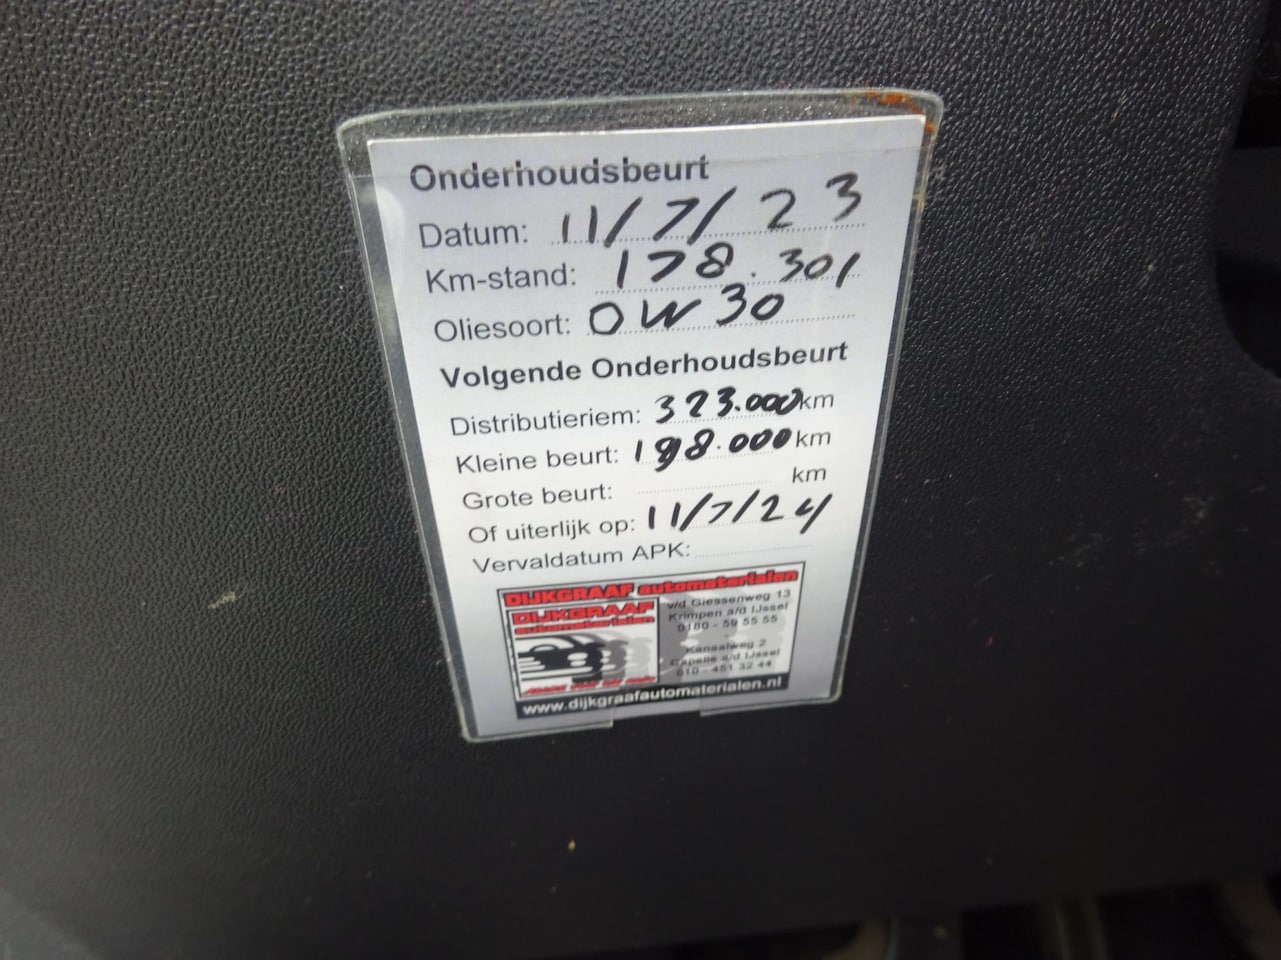 Onderhoudsbeurt
Datum: 11/7/23
Km-stand: 178.301
Oliesoort: 0W30
Volgende Onderhoudsbeurt
Distributieriem: 323.000 km
Kleine beurt: 198.000 km
Grote beurt: km
Of uiterlijk op: 11/7/24
Vervaldatum APK:
DIJKGRAAF automaterialen
DIJKGRAAF
automaterialen
v/d Giessenweg 13
Krimpen a/d IJssel
0180 - 59 55 55
Kanaalweg 2
Capelle a/d IJssel
010 - 451 32 44
www.dijkgraafautomaterialen.nl